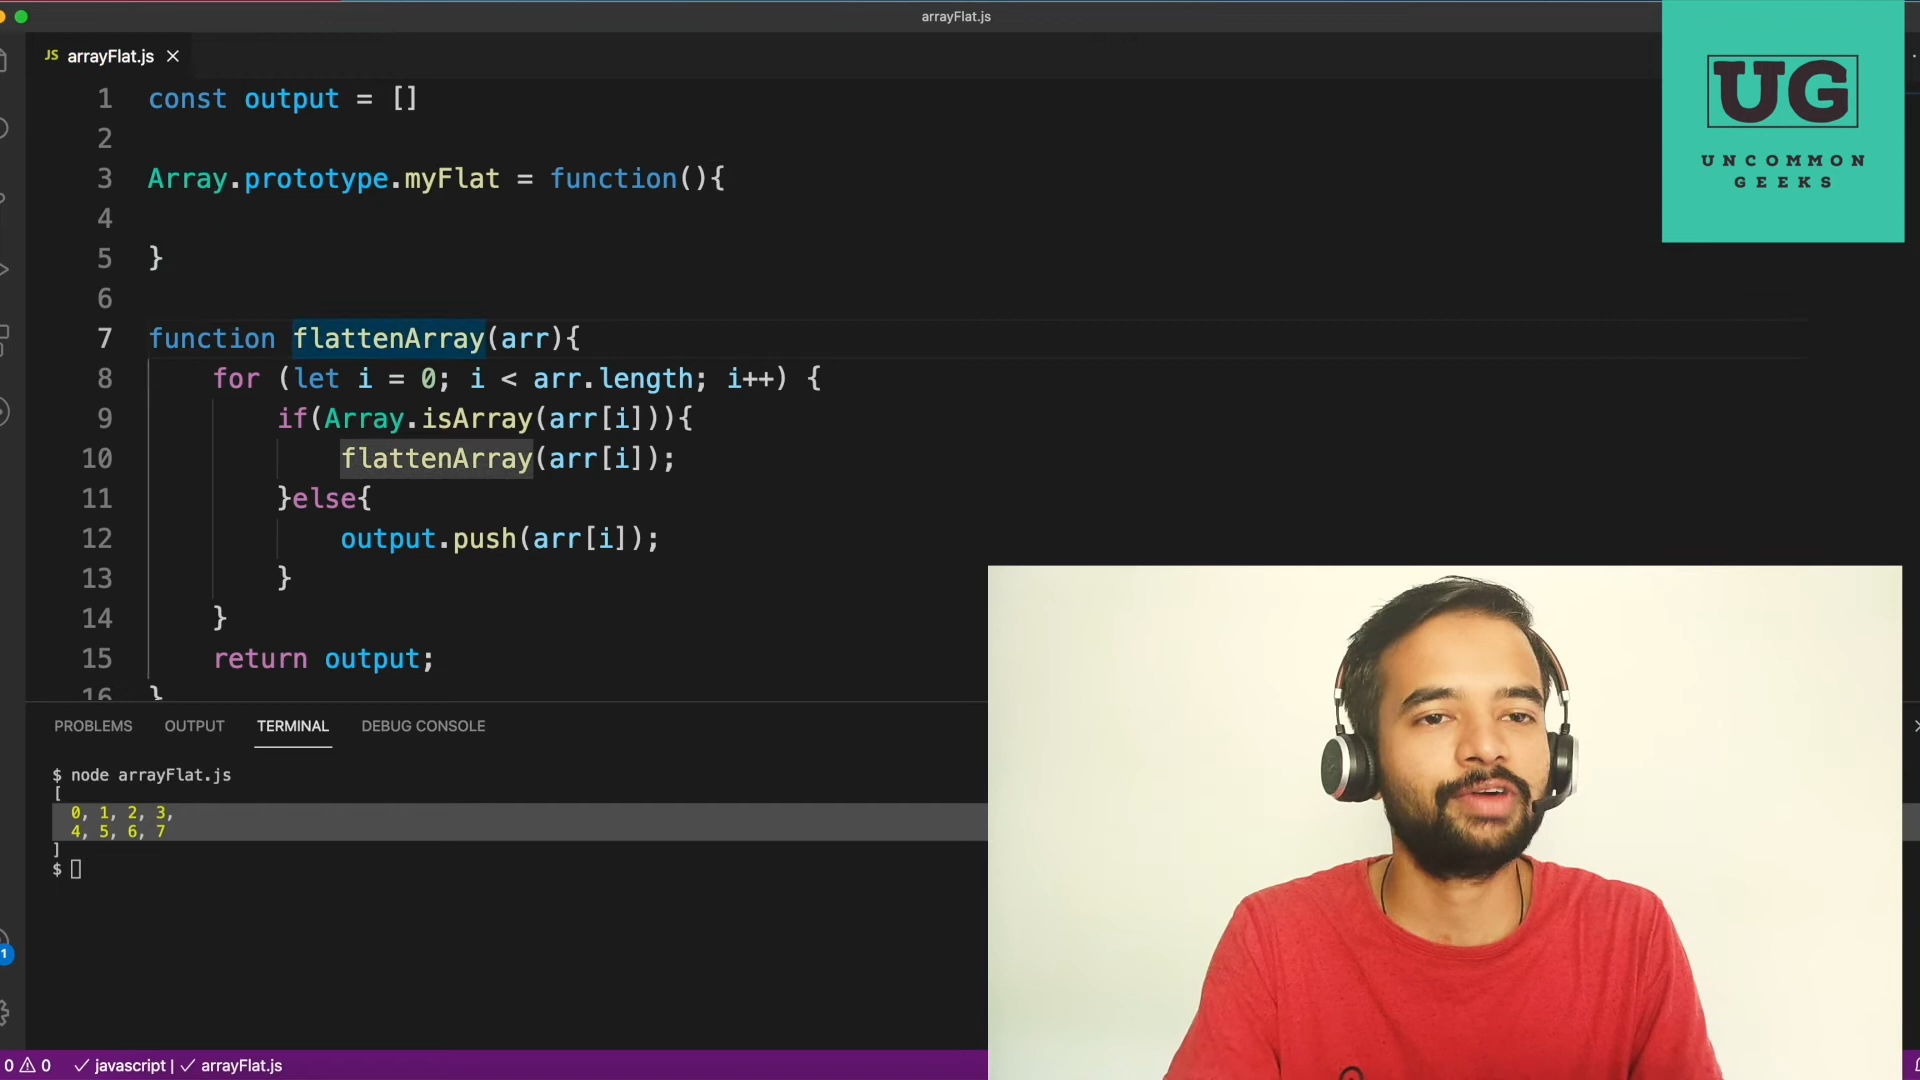 arrayFlat.js
JS arrayFlat.js
1 const output = []
2
3 Array.prototype.myFlat = function(){
4
5 }
6
7 function flattenArray(arr){
8 for (let i = 0; i < arr.length; i++) {
9 if(Array.isArray(arr[i])){
10 flattenArray(arr[i]);
11 }else{
12 output.push(arr[i]);
13 }
14 }
15 return output;
16 }
UG
UNCOMMON
GEEKS
PROBLEMS OUTPUT TERMINAL DEBUG CONSOLE
$ node arrayFlat.js
[
0, 1, 2, 3,
4, 5, 6, 7
]
$
1
0 0 javascript | arrayFlat.js